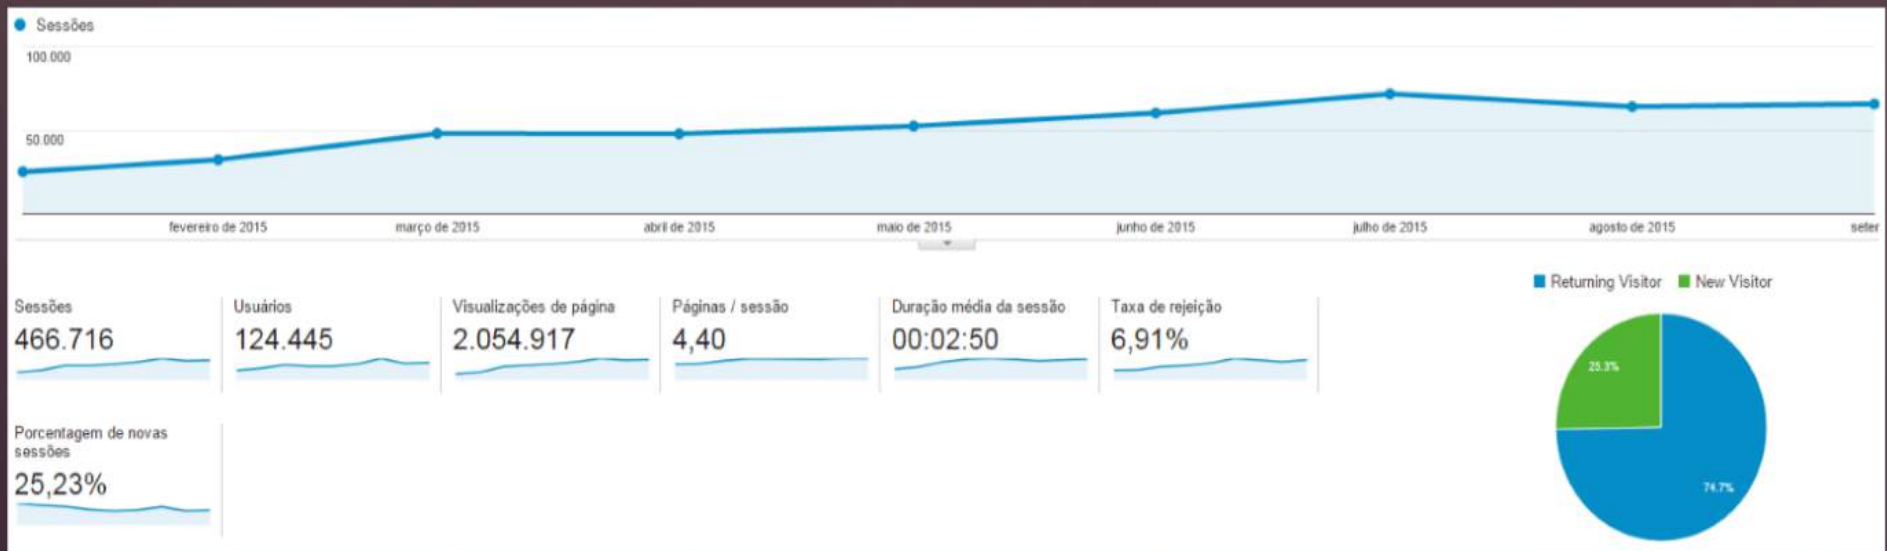 Sessões
100.000
50.000
fevereiro de 2015
março de 2015
abril de 2015
maio de 2015
junho de 2015
julho de 2015
agosto de 2015
seter
Returning Visitor
New Visitor
Sessões
466.716
Usuários
124.445
Visualizações de página
2.054.917
Páginas / sessão
4,40
Duração média da sessão
00:02:50
Taxa de rejeição
6,91%
25.3%
74.7%
Porcentagem de novas
sessões
25,23%